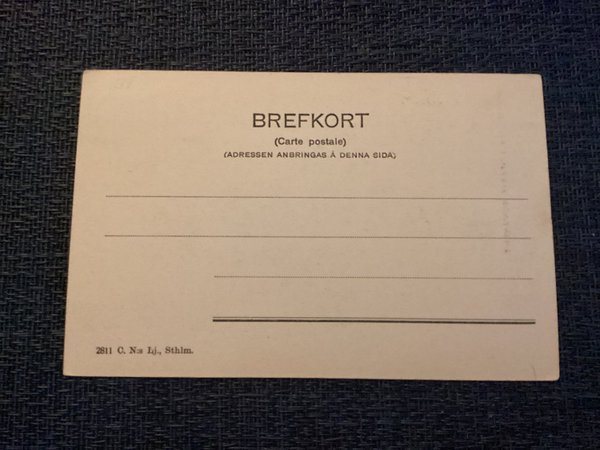 BREFKORT
(Carte postale)
(ADRESSEN ANBRINGAS Å DENNA SIDA)
2811 C. N:s Lj., Sthlm.